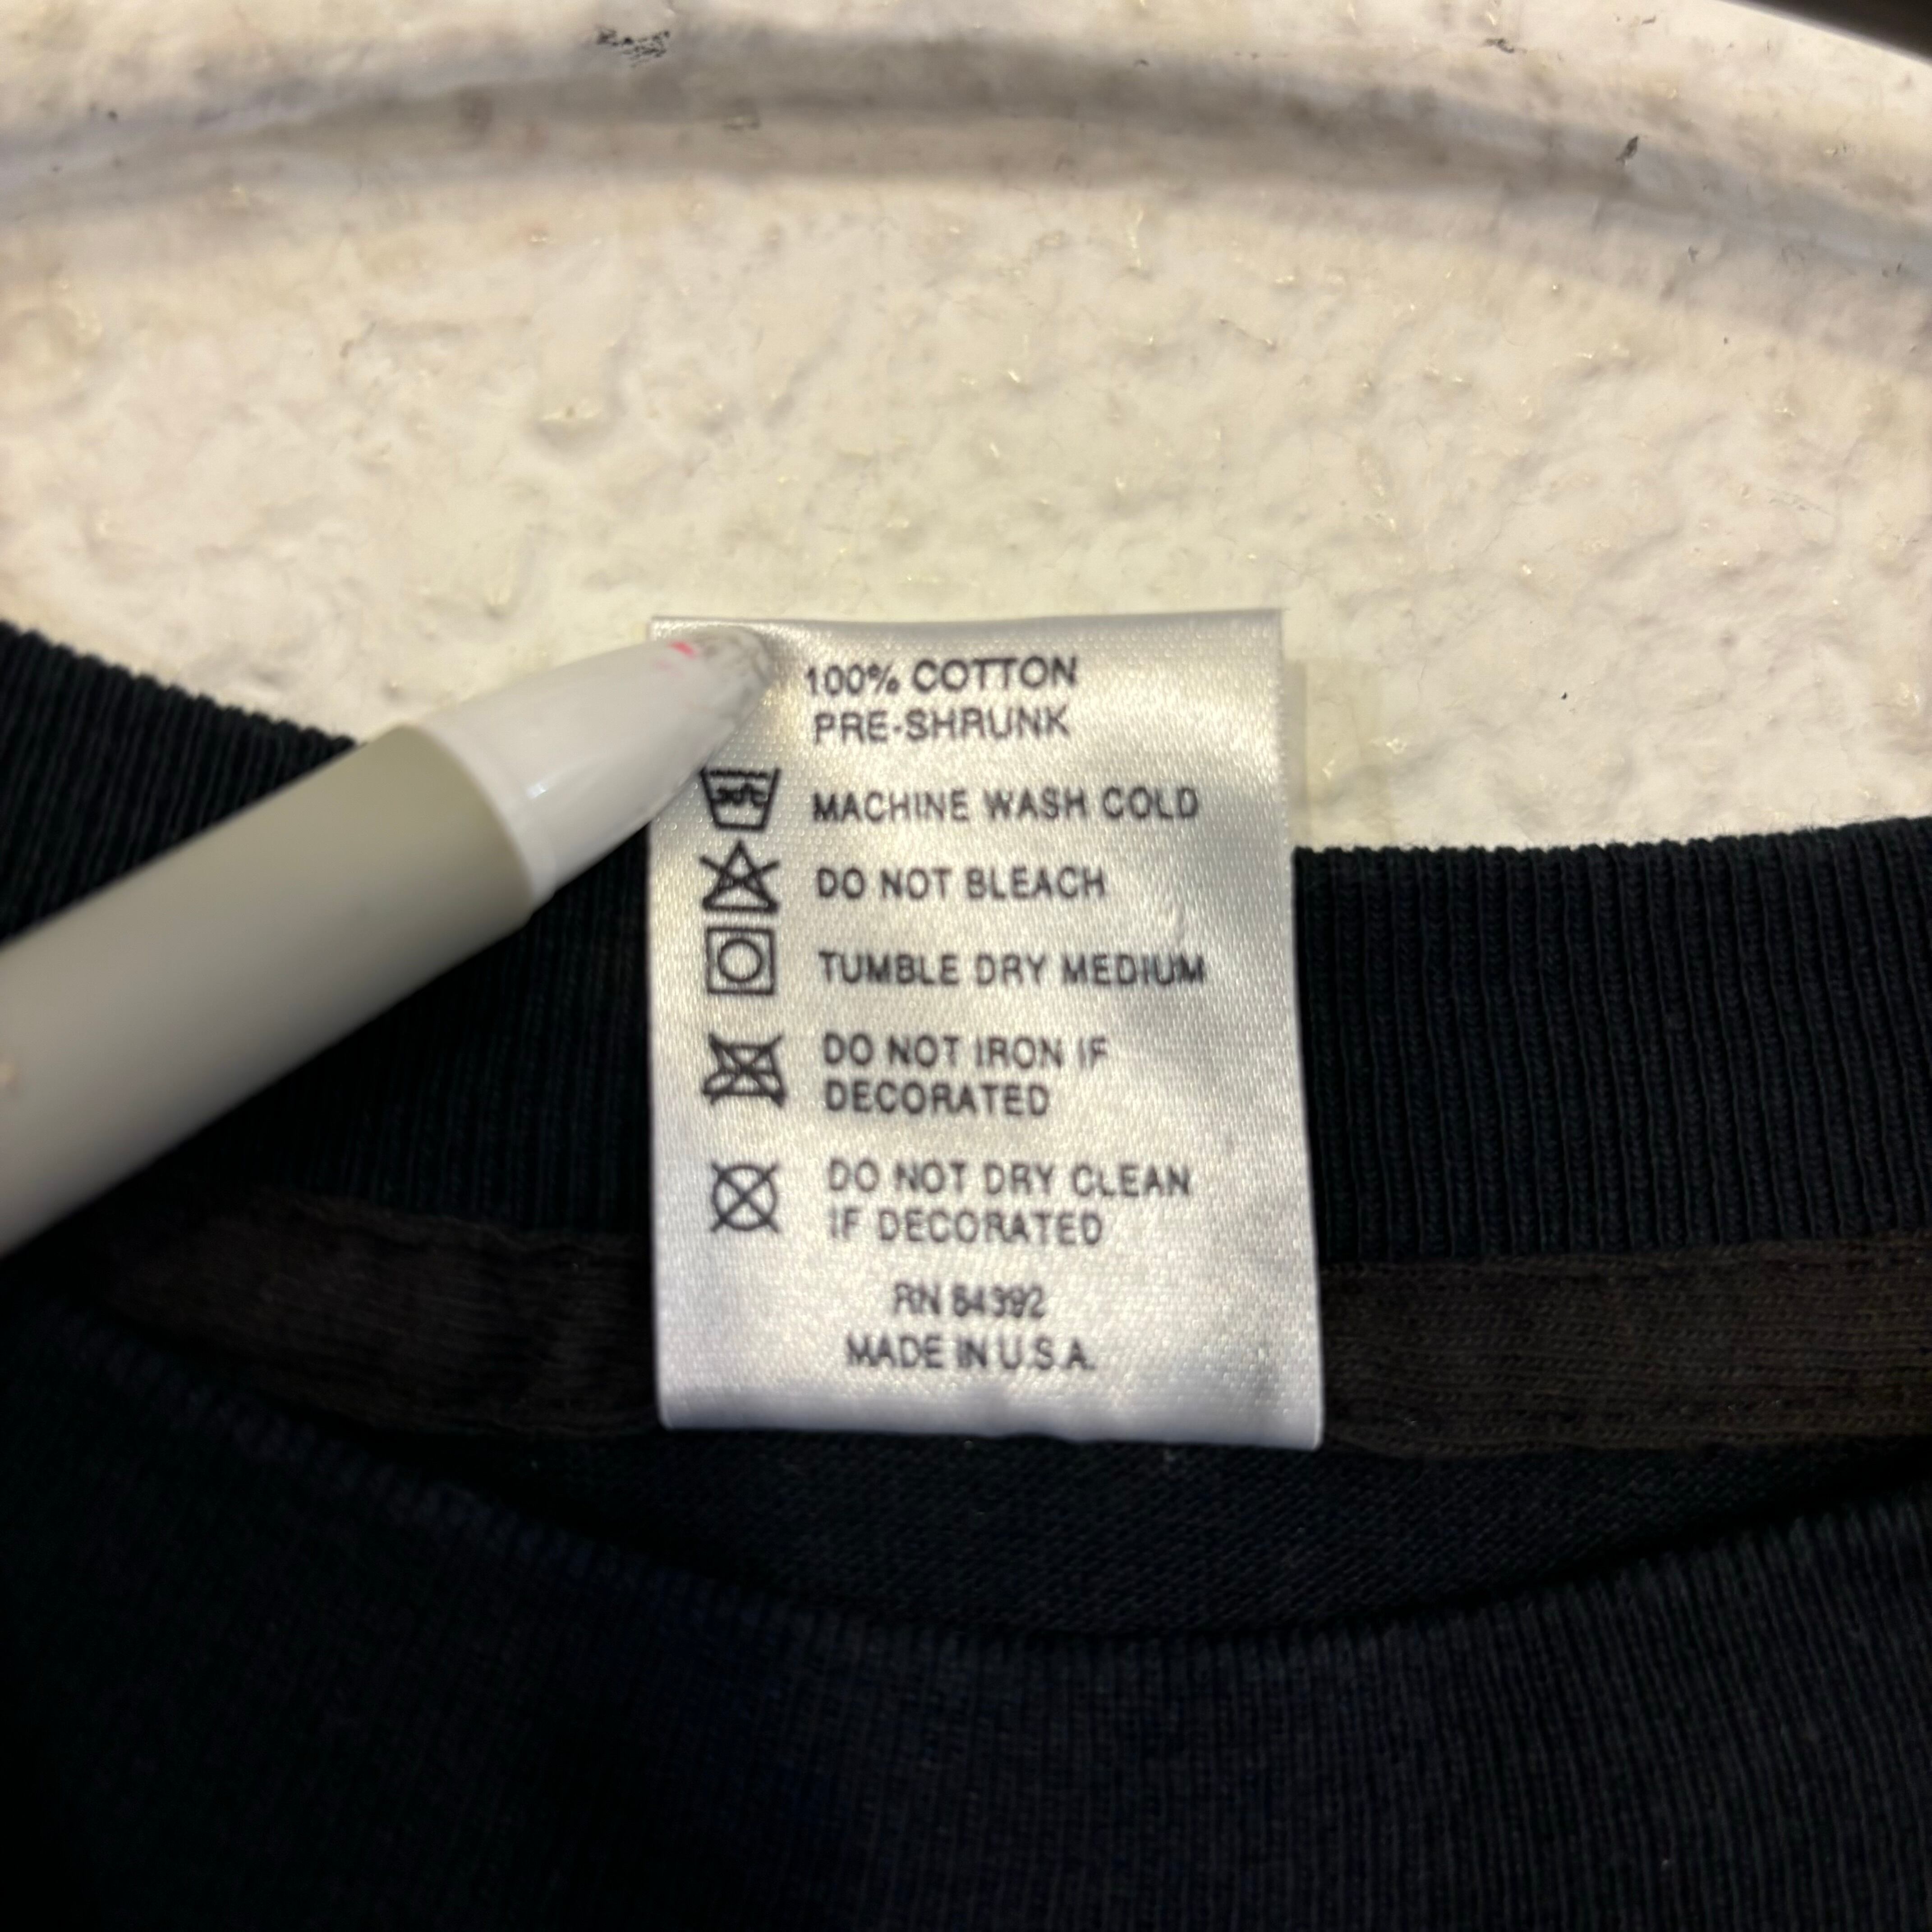 100% COTTON
PRE-SHRUNK
MACHINE WASH COLD
DO NOT BLEACH
TUMBLE DRY MEDIUM
DO NOT IRON IF
DECORATED
DO NOT DRY CLEAN
IF DECORATED
RN
MADE IN U.S.A.